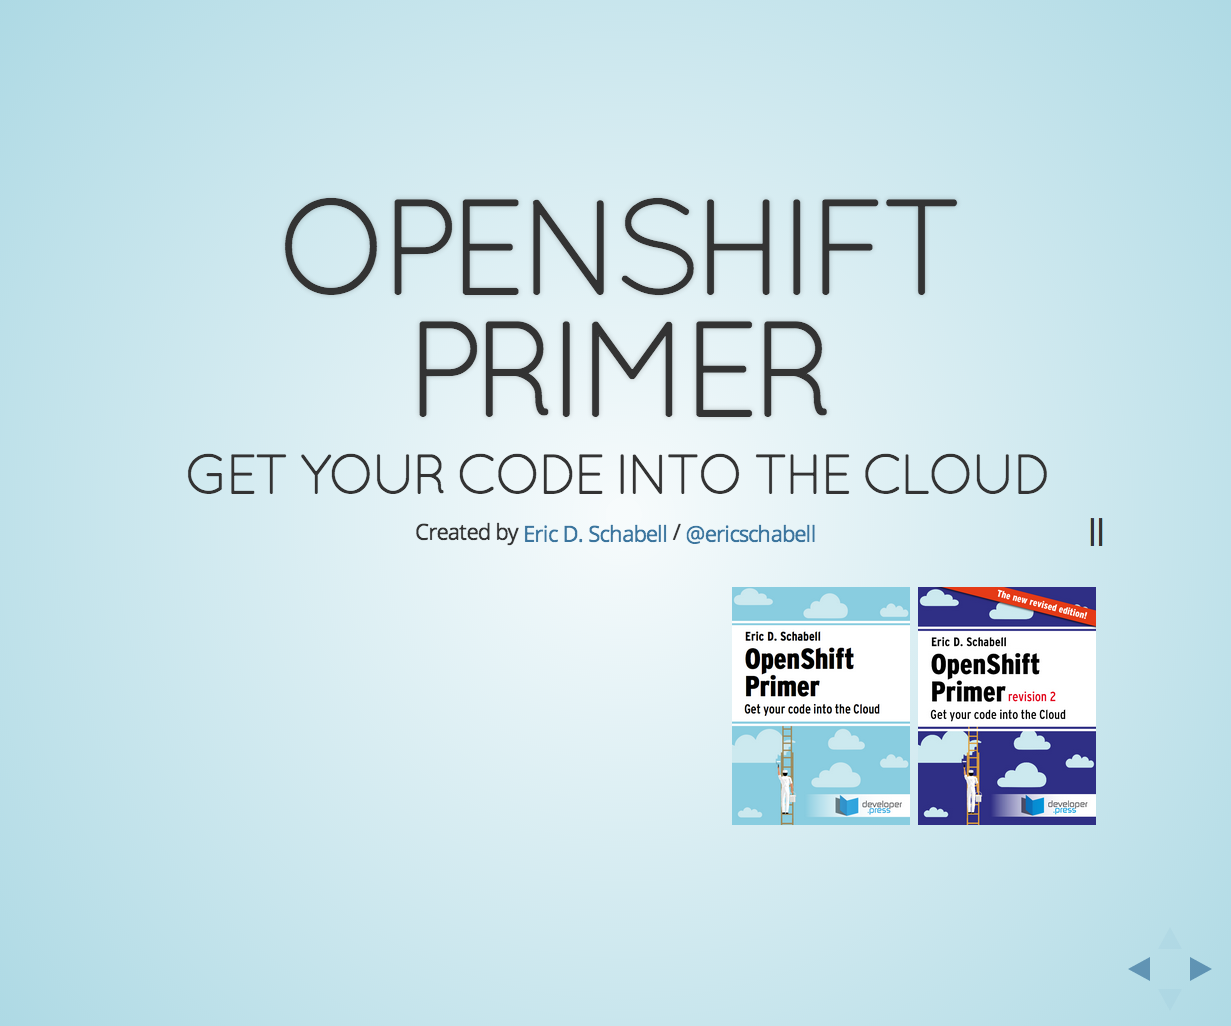 OPENSHIFT
PRIMER
GET YOUR CODE INTO THE CLOUD
Created by Eric D. Schabell / @ericschabell
||
Eric D. Schabell
OpenShift
Primer
Get your code into the Cloud
developer
.press
The new revised edition!
Eric D. Schabell
OpenShift
Primer revision 2
Get your code into the Cloud
developer
.press